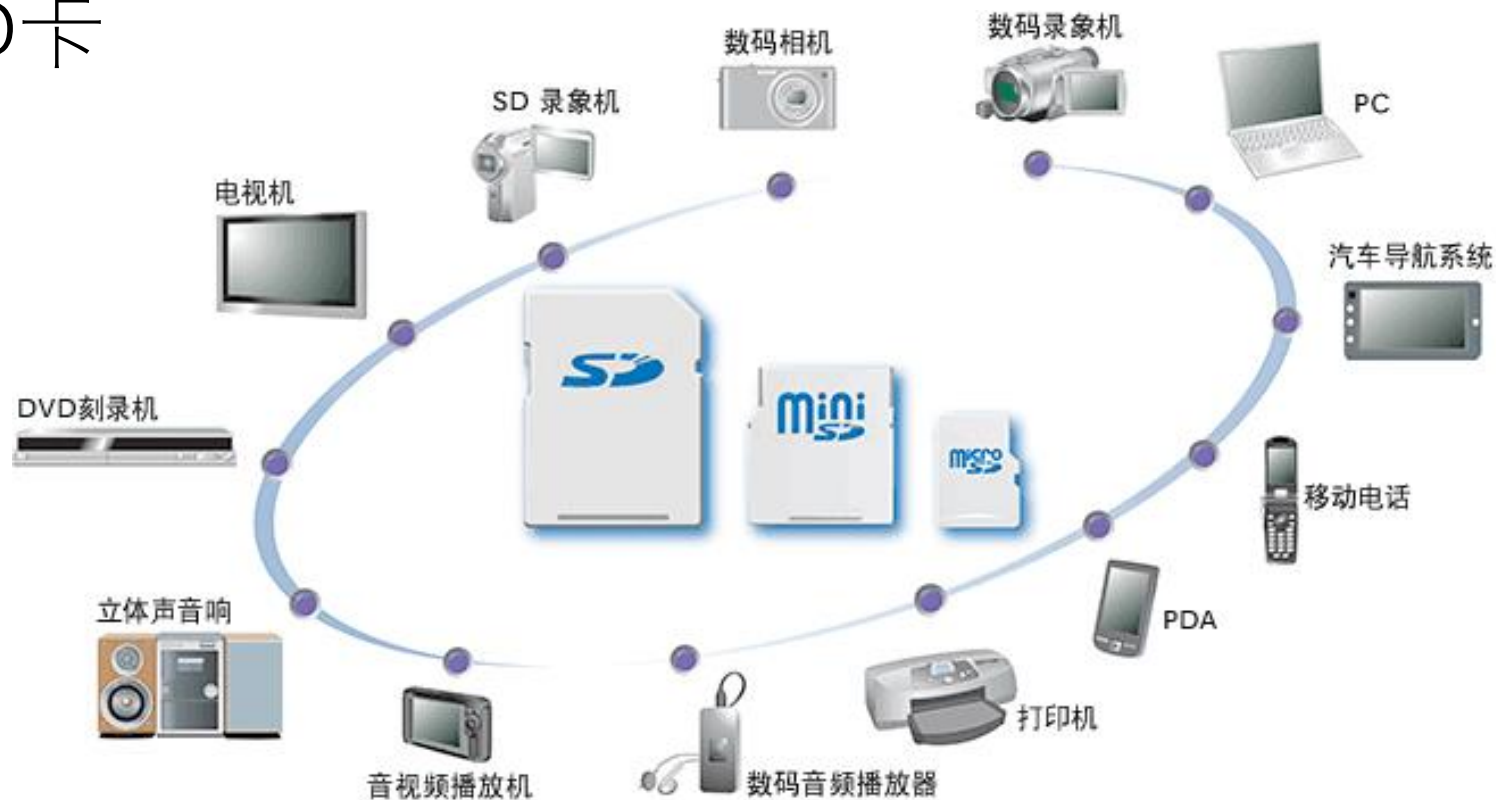 卡
数码相机
数码录象机
SD 录象机
PC
电视机
汽车导航系统
SD
mini
SD
micro
SD
DVD刻录机
移动电话
立体声音响
PDA
打印机
音视频播放机
数码音频播放器